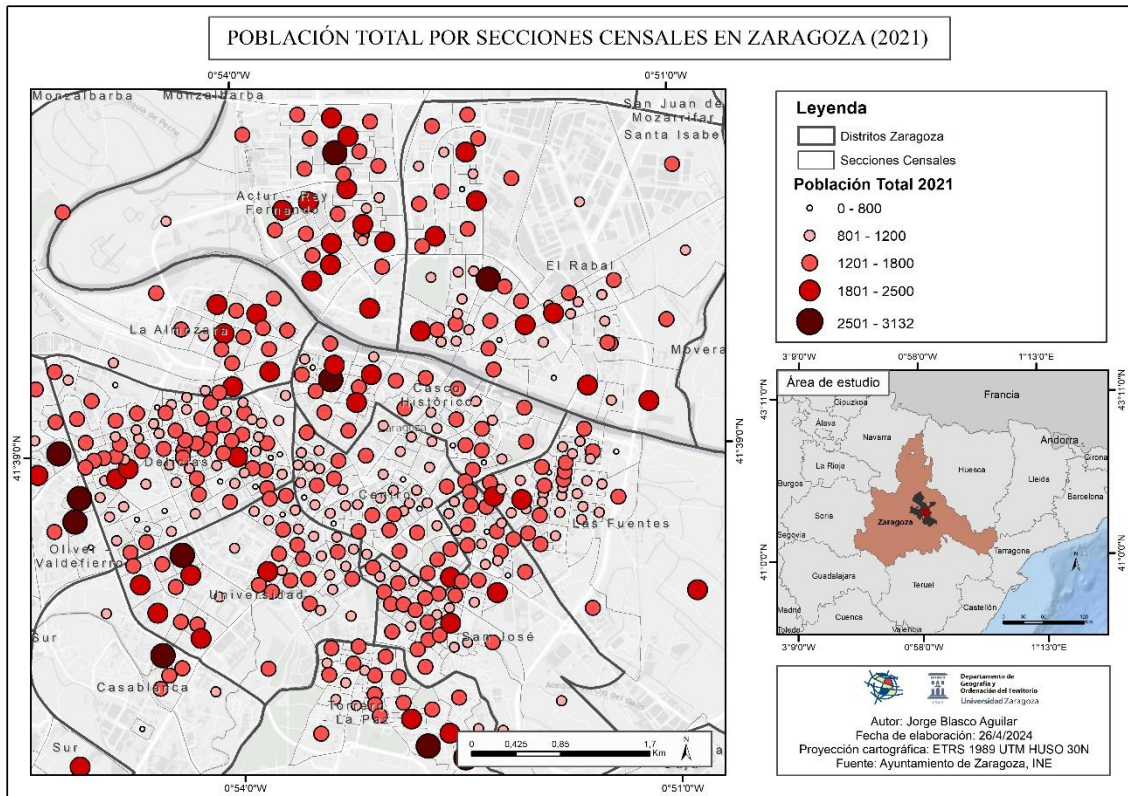 POBLACIÓN TOTAL POR SECCIONES CENSALES EN ZARAGOZA (2021)
0°54'0"W
0°51'0"W
Monzalbarba
Monzalbarba
San Juan de
Mozarrifar
Santa Isabel
Actur - Rey
Fernando
El Rabal
La Almozara
Movera
Casco
Histórico
Zaragoza
41°39'0"N
41°39'0"N
Delicias
Centro
Las Fuentes
Oliver -
Valdefierro
Universidad
Sur
San José
Casablanca
Torrero -
La Paz
Sur
0 0,425 0,85 1,7
Km
N
0°54'0"W
0°51'0"W
Leyenda
Distritos Zaragoza
Secciones Censales
Población Total 2021
0 - 800
801 - 1200
1201 - 1800
1801 - 2500
2501 - 3132
3°9'0"W
0°58'0"W
1°13'0"E
Área de estudio
43°11'0"N
43°11'0"N
Gipuzkoa
Francia
Álava
Navarra
Andorra
Girona
La Rioja
Huesca
Lleida
Burgos
Barcelona
Soria
Zaragoza
Segovia
Tarragona
41°0'0"N
41°0'0"N
Guadalajara
Teruel
Castellón
Madrid
Cuenca
Toledo
Valencia
N
Km
3°9'0"W
0°58'0"W
1°13'0"E
Departamento de
Geografía y
Ordenación del Territorio
Universidad Zaragoza
Autor: Jorge Blasco Aguilar
Fecha de elaboración: 26/4/2024
Proyección cartográfica: ETRS 1989 UTM HUSO 30N
Fuente: Ayuntamiento de Zaragoza, INE